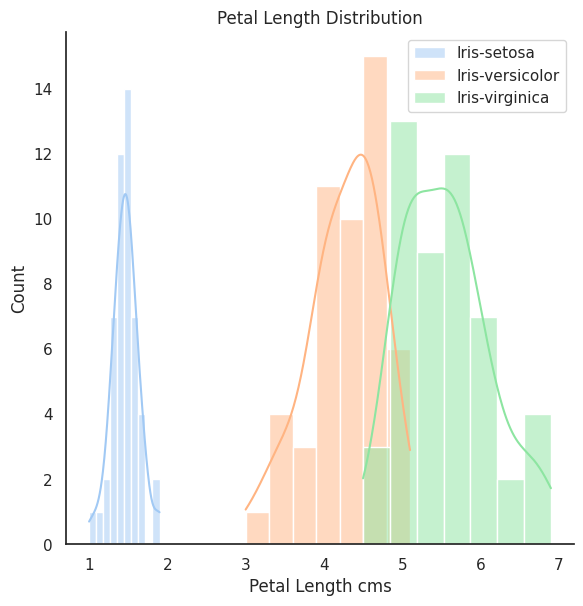 Petal Length Distribution
Iris-setosa
Iris-versicolor
Iris-virginica
14
12
10
8
6
4
2
0
Count
1 2 3 4 5 6 7
Petal Length cms